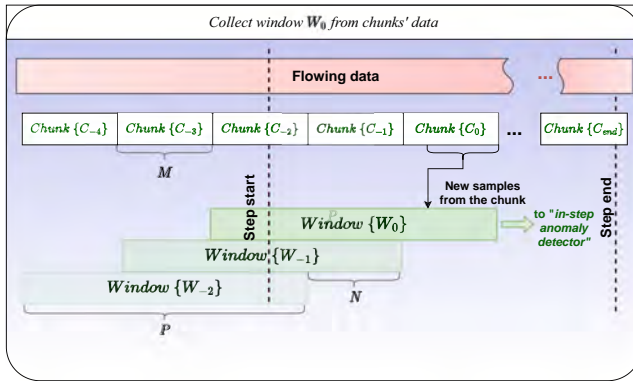 Collect window W₀ from chunks' data
Flowing data
...
Chunk {C₋₄} Chunk {C₋₃} Chunk {C₋₂} Chunk {C₋₁} Chunk {C₀} ... Chunk {C_end}
M
Step start
New samples
from the chunk
Step end
P
Window {W₀}
to "in-step
anomaly
detector"
Window {W₋₁}
Window {W₋₂}
N
P